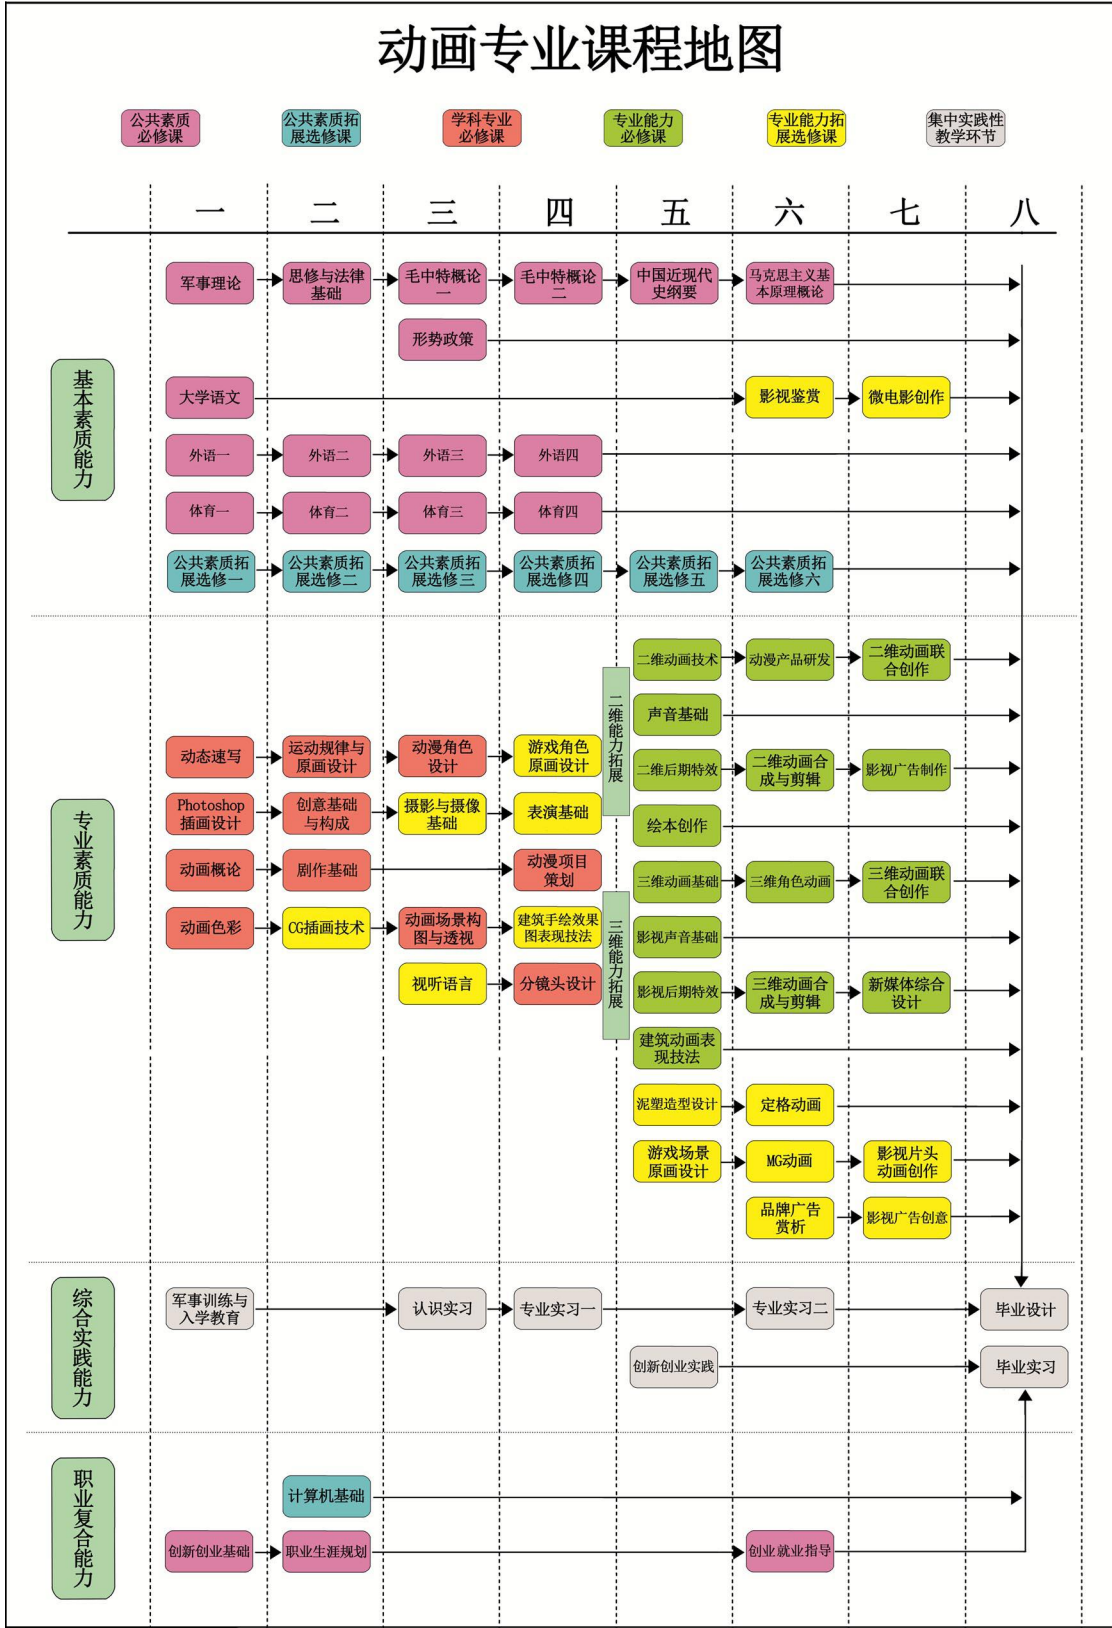 动画专业课程地图
公共素质
必修课
公共素质拓
展选修课
学科专业
必修课
专业能力
必修课
专业能力拓
展选修课
集中实践性
教学环节
一
二
三
四
五
六
七
八
基本素质能力
军事理论
思修与法律
基础
毛中特概论
一
毛中特概论
二
中国近现代
史纲要
马克思主义基
本原理概论
形势政策
大学语文
影视鉴赏
微电影创作
外语一
外语二
外语三
外语四
体育一
体育二
体育三
体育四
公共素质拓
展选修一
公共素质拓
展选修二
公共素质拓
展选修三
公共素质拓
展选修四
公共素质拓
展选修五
公共素质拓
展选修六
专业素质能力
二维能力拓展
三维能力拓展
二维动画技术
动漫产品研发
二维动画联
合创作
声音基础
动态速写
运动规律与
原画设计
动漫角色
设计
游戏角色
原画设计
二维后期特效
二维动画合
成与剪辑
影视广告制作
Photoshop
插画设计
创意基础
与构成
摄影与摄像
基础
表演基础
绘本创作
动画概论
剧作基础
动漫项目
策划
三维动画基础
三维角色动画
三维动画联
合创作
动画色彩
CG插画技术
动画场景构
图与透视
建筑手绘效果
图表现技法
影视声音基础
视听语言
分镜头设计
影视后期特效
三维动画合
成与剪辑
新媒体综合
设计
建筑动画表
现技法
泥塑造型设计
定格动画
游戏场景
原画设计
MG动画
影视片头
动画创作
品牌广告
赏析
影视广告创意
综合实践能力
军事训练与
入学教育
认识实习
专业实习一
专业实习二
毕业设计
创新创业实践
毕业实习
职业复合能力
计算机基础
创新创业基础
职业生涯规划
创业就业指导